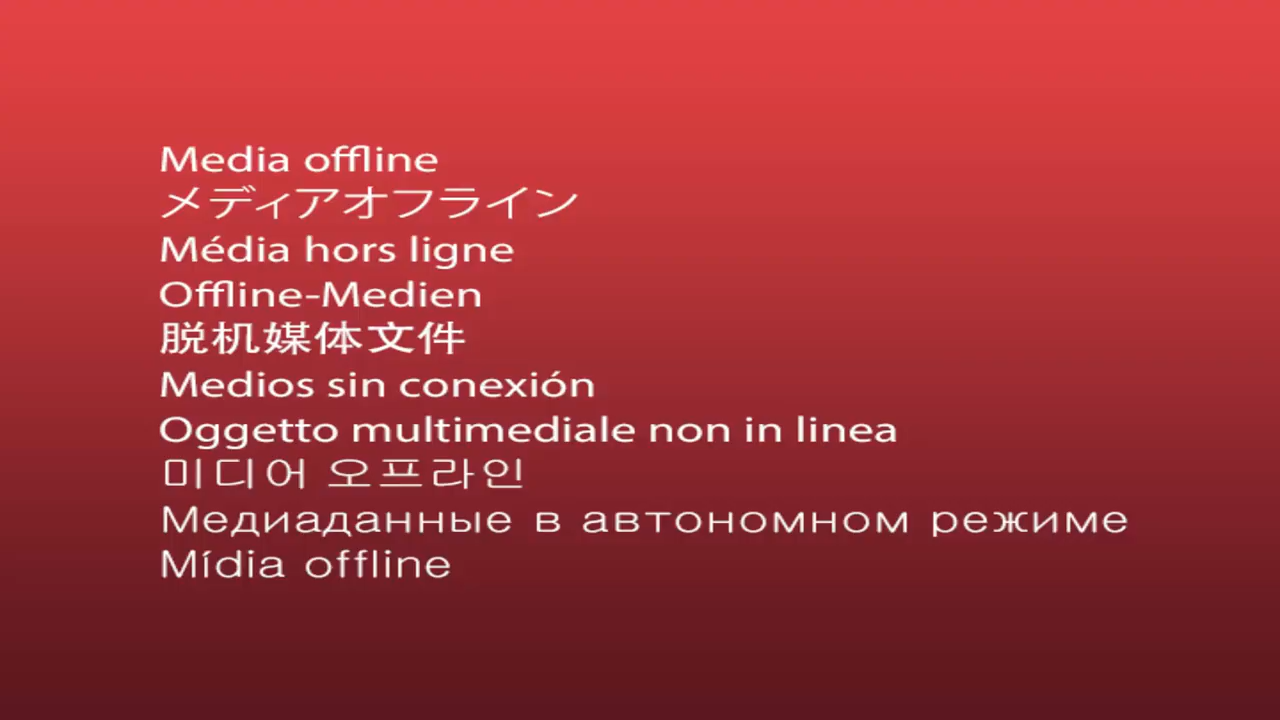 Media offline
メディアオフライン
Média hors ligne
Offline-Medien
脱机媒体文件
Medios sin conexión
Oggetto multimediale non in linea
미디어 오프라인
Медиаданные в автономном режиме
Mídia offline